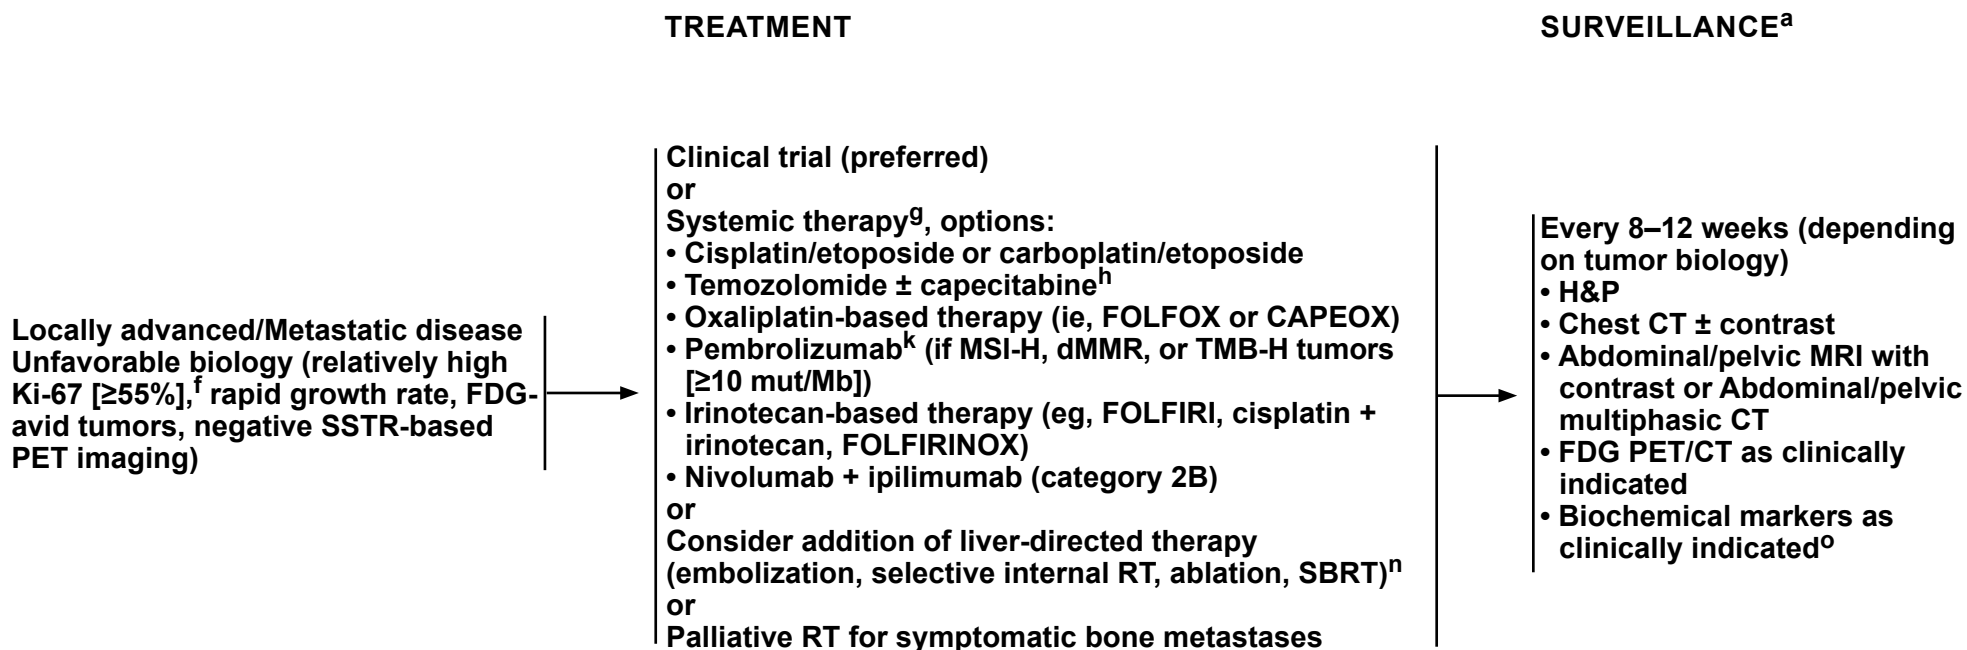 TREATMENT
SURVEILLANCEᵃ
Locally advanced/Metastatic disease
Unfavorable biology (relatively high
Ki-67 [≥55%],ᶠ rapid growth rate, FDG-
avid tumors, negative SSTR-based
PET imaging)
Clinical trial (preferred)
or
Systemic therapyᵍ, options:
• Cisplatin/etoposide or carboplatin/etoposide
• Temozolomide ± capecitabineʰ
• Oxaliplatin-based therapy (ie, FOLFOX or CAPEOX)
• Pembrolizumabᵏ (if MSI-H, dMMR, or TMB-H tumors
[≥10 mut/Mb])
• Irinotecan-based therapy (eg, FOLFIRI, cisplatin +
irinotecan, FOLFIRINOX)
• Nivolumab + ipilimumab (category 2B)
or
Consider addition of liver-directed therapy
(embolization, selective internal RT, ablation, SBRT)ⁿ
or
Palliative RT for symptomatic bone metastases
Every 8–12 weeks (depending
on tumor biology)
• H&P
• Chest CT ± contrast
• Abdominal/pelvic MRI with
contrast or Abdominal/pelvic
multiphasic CT
• FDG PET/CT as clinically
indicated
• Biochemical markers as
clinically indicatedᵒ